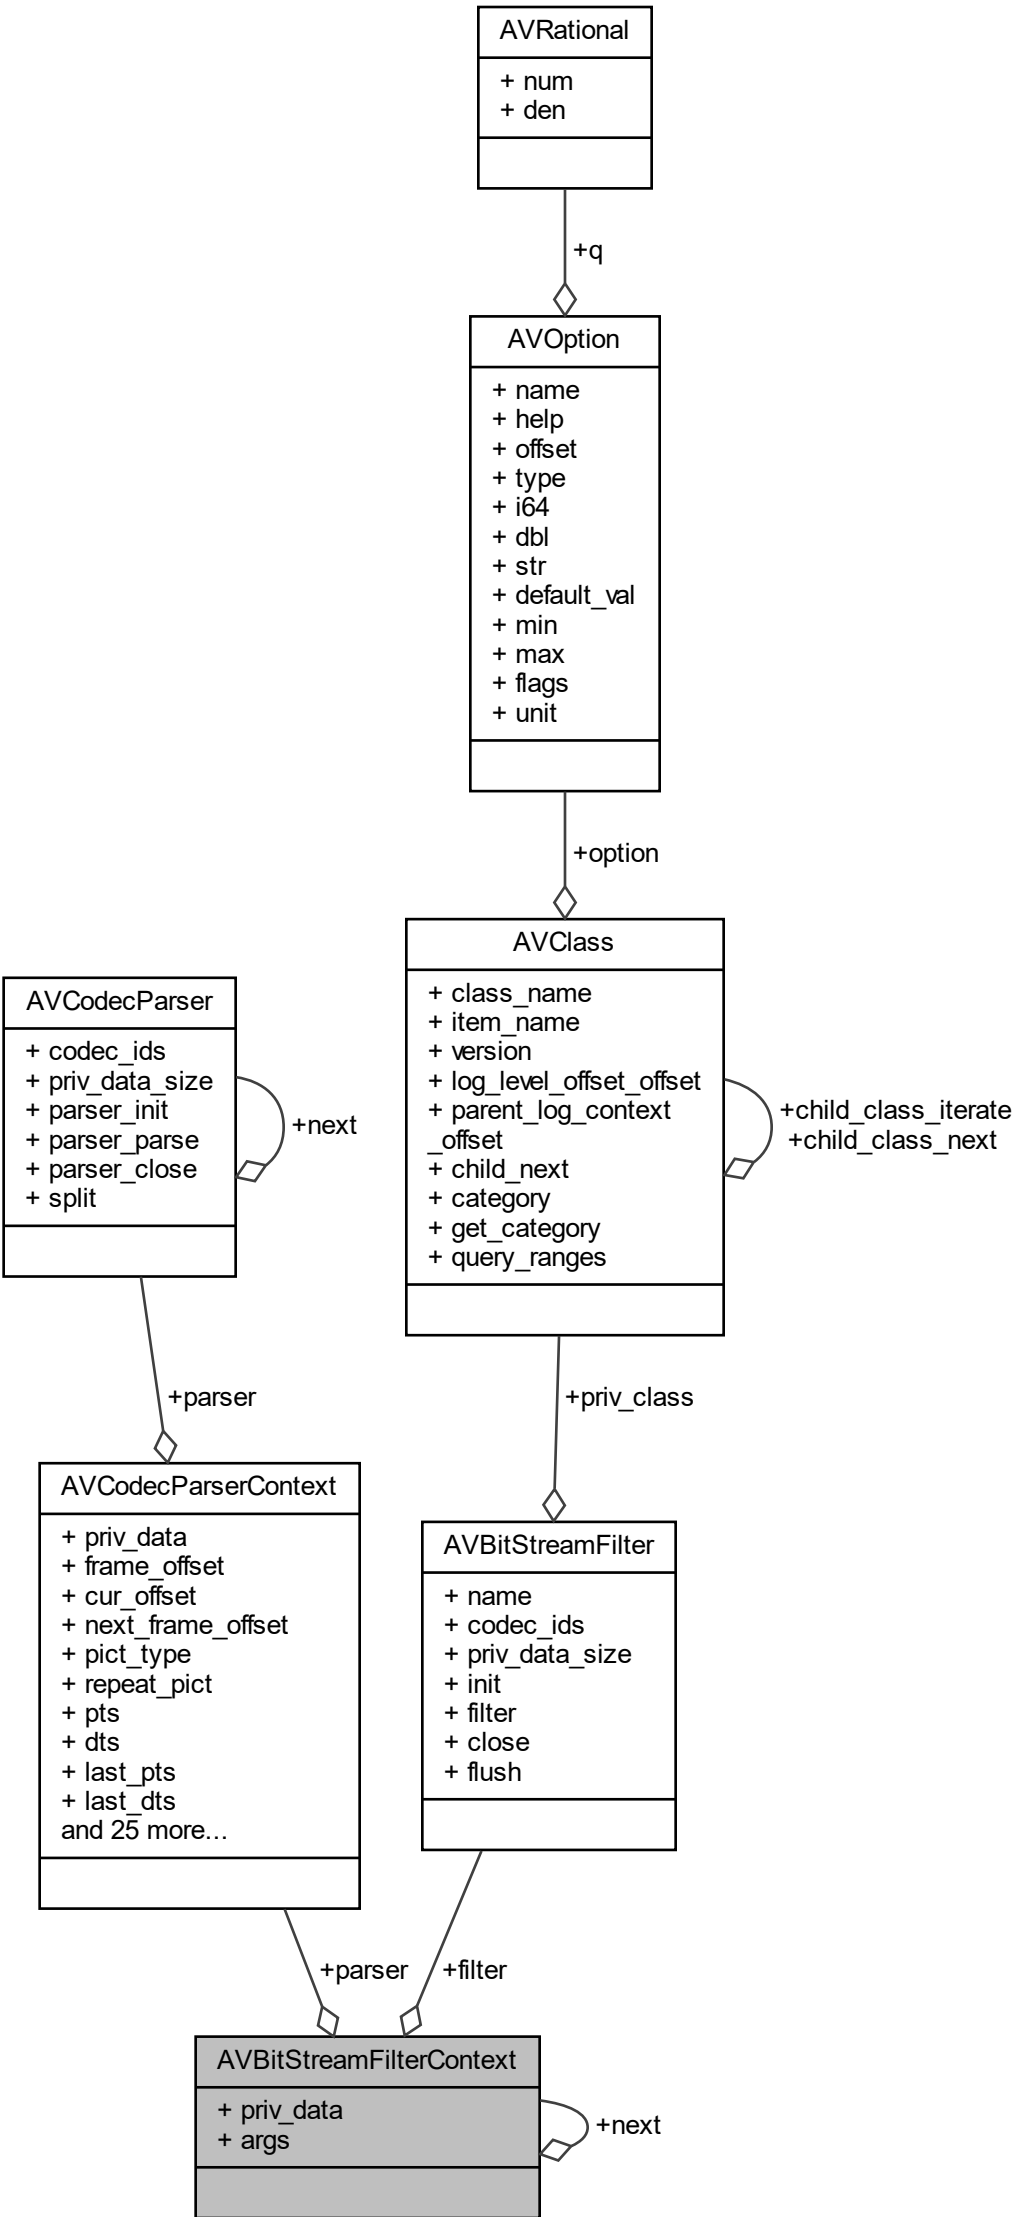 AVRational
+ num
+ den
+q
AVOption
+ name
+ help
+ offset
+ type
+ i64
+ dbl
+ str
+ default_val
+ min
+ max
+ flags
+ unit
+option
AVClass
+ class_name
+ item_name
+ version
+ log_level_offset_offset
+ parent_log_context
_offset
+ child_next
+ category
+ get_category
+ query_ranges
+child_class_iterate
+child_class_next
AVCodecParser
+ codec_ids
+ priv_data_size
+ parser_init
+ parser_parse
+ parser_close
+ split
+next
+parser
+priv_class
AVCodecParserContext
+ priv_data
+ frame_offset
+ cur_offset
+ next_frame_offset
+ pict_type
+ repeat_pict
+ pts
+ dts
+ last_pts
+ last_dts
and 25 more...
AVBitStreamFilter
+ name
+ codec_ids
+ priv_data_size
+ init
+ filter
+ close
+ flush
+parser
+filter
AVBitStreamFilterContext
+ priv_data
+ args
+next